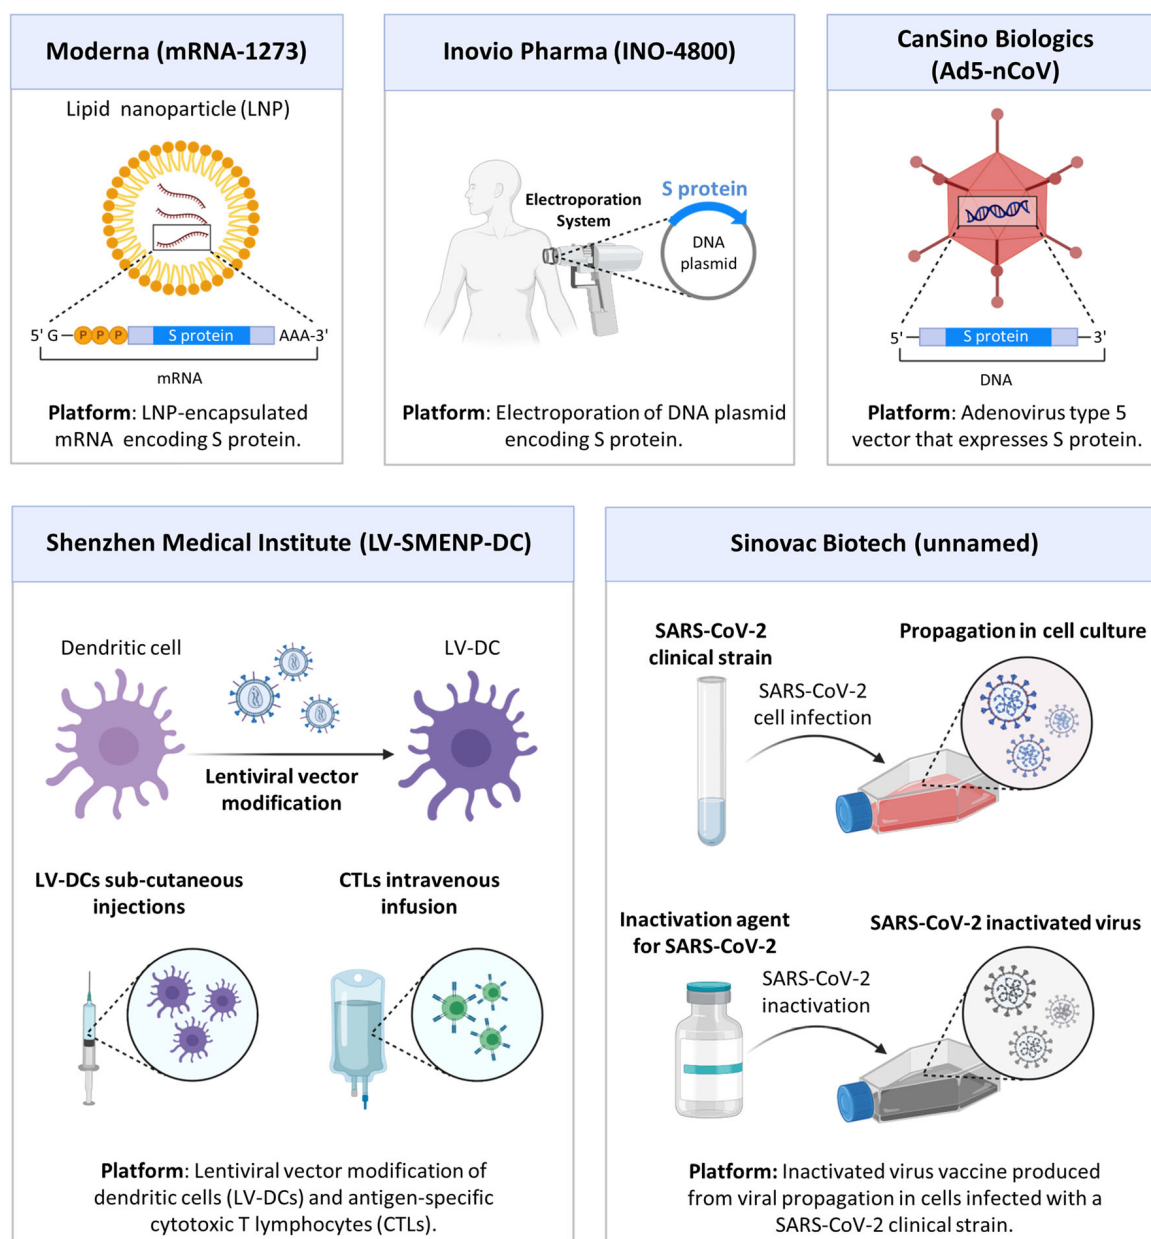 Moderna (mRNA-1273)
Lipid nanoparticle (LNP)
5' G
P P P
S protein
AAA-3'
mRNA
Platform: LNP-encapsulated
mRNA encoding S protein.
Inovio Pharma (INO-4800)
Electroporation
System
S protein
DNA
plasmid
Platform: Electroporation of DNA plasmid
encoding S protein.
CanSino Biologics
(Ad5-nCoV)
5'
S protein
3'
DNA
Platform: Adenovirus type 5
vector that expresses S protein.
Shenzhen Medical Institute (LV-SMENP-DC)
Dendritic cell
LV-DC
Lentiviral vector
modification
LV-DCs sub-cutaneous
injections
CTLs intravenous
infusion
Platform: Lentiviral vector modification of
dendritic cells (LV-DCs) and antigen-specific
cytotoxic T lymphocytes (CTLs).
Sinovac Biotech (unnamed)
SARS-CoV-2
clinical strain
SARS-CoV-2
cell infection
Propagation in cell culture
Inactivation agent
for SARS-CoV-2
SARS-CoV-2
inactivation
SARS-CoV-2 inactivated virus
Platform: Inactivated virus vaccine produced
from viral propagation in cells infected with a
SARS-CoV-2 clinical strain.